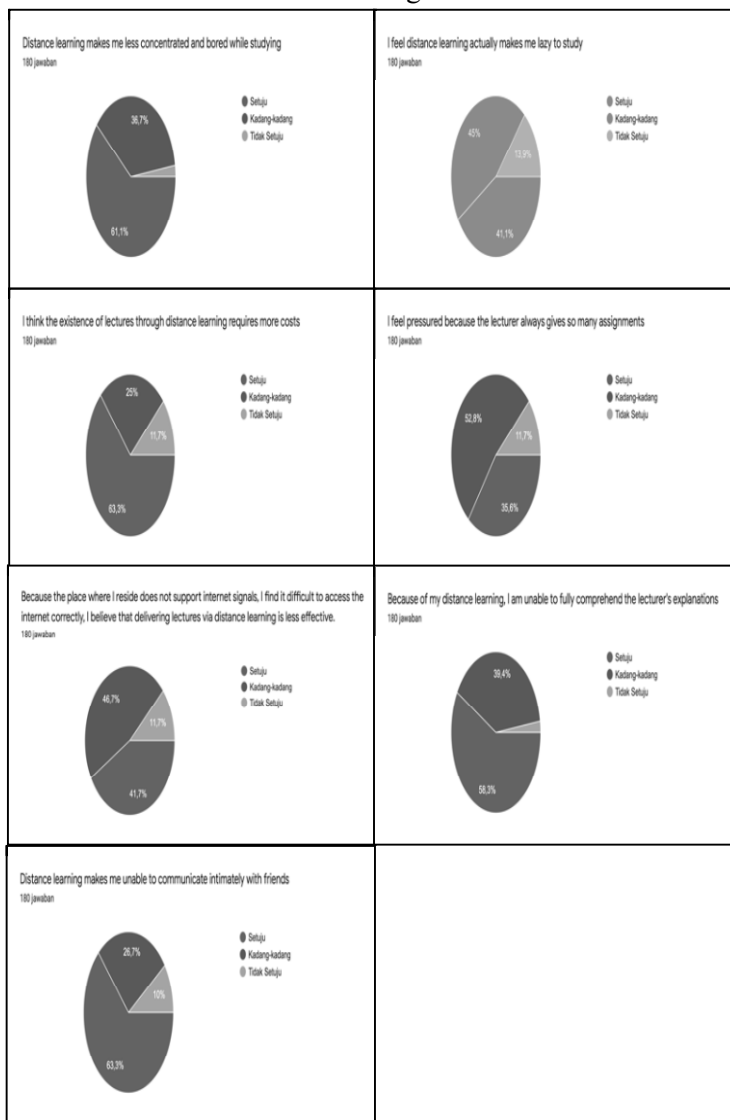 Distance learning makes me less concentrated and bored while studying
180 jawaban
Setuju
Kadang-kadang
Tidak Setuju
36,7%
61,1%
I feel distance learning actually makes me lazy to study
180 jawaban
Setuju
Kadang-kadang
Tidak Setuju
45%
13,9%
41,1%
I think the existence of lectures through distance learning requires more costs
180 jawaban
Setuju
Kadang-kadang
Tidak Setuju
25%
11,7%
63,3%
I feel pressured because the lecturer always gives so many assignments
180 jawaban
Setuju
Kadang-kadang
Tidak Setuju
52,8%
11,7%
35,6%
Because the place where I reside does not support internet signals, I find it difficult to access the
internet correctly, I believe that delivering lectures via distance learning is less effective.
180 jawaban
Setuju
Kadang-kadang
Tidak Setuju
46,7%
11,7%
41,7%
Because of my distance learning, I am unable to fully comprehend the lecturer's explanations
180 jawaban
Setuju
Kadang-kadang
Tidak Setuju
39,4%
58,3%
Distance learning makes me unable to communicate intimately with friends
180 jawaban
Setuju
Kadang-kadang
Tidak Setuju
26,7%
10%
63,3%